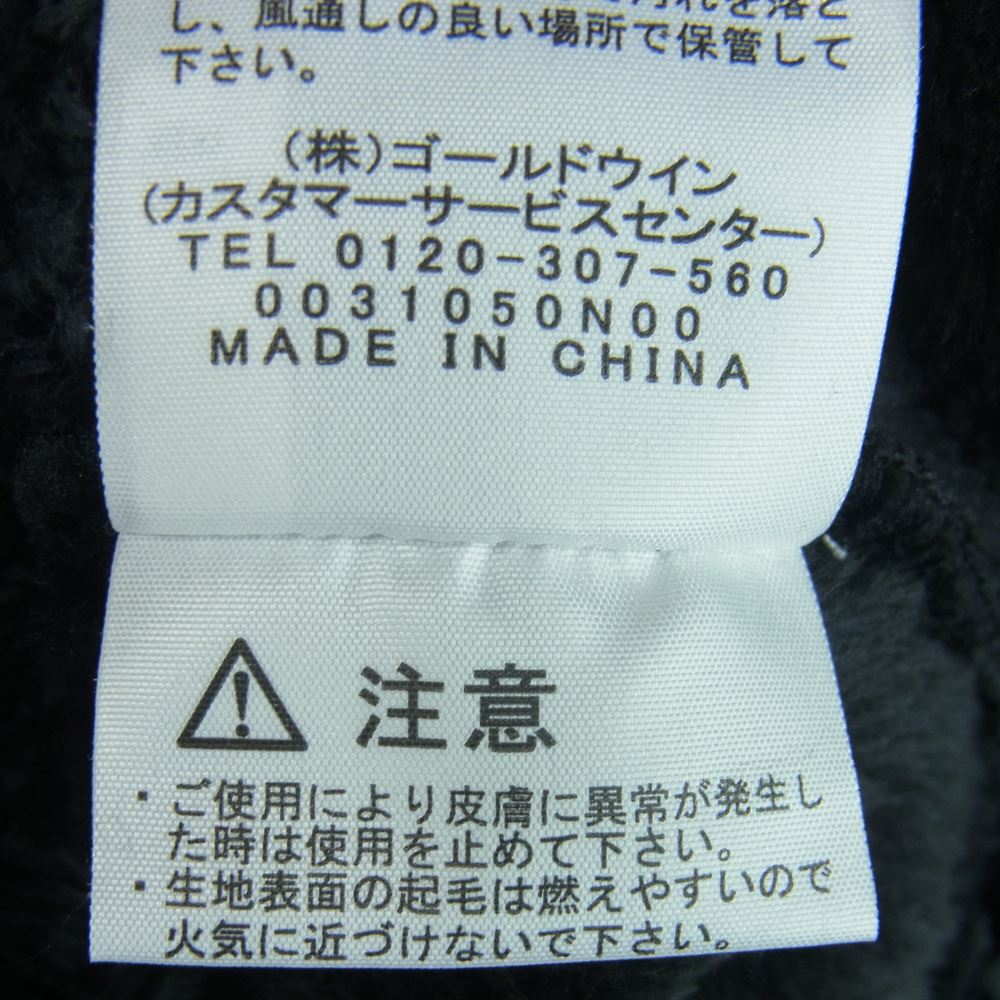 汚れを落と
し、風通しの良い場所で保管して
下さい。
(株)ゴールドウイン
(カスタマーサービスセンター)
TEL 0120-307-560
0031050N00
MADE IN CHINA
注意
・ご使用により皮膚に異常が発生し
た時は使用を止めて下さい。
・生地表面の起毛は燃えやすいので
火気に近づけないで下さい。